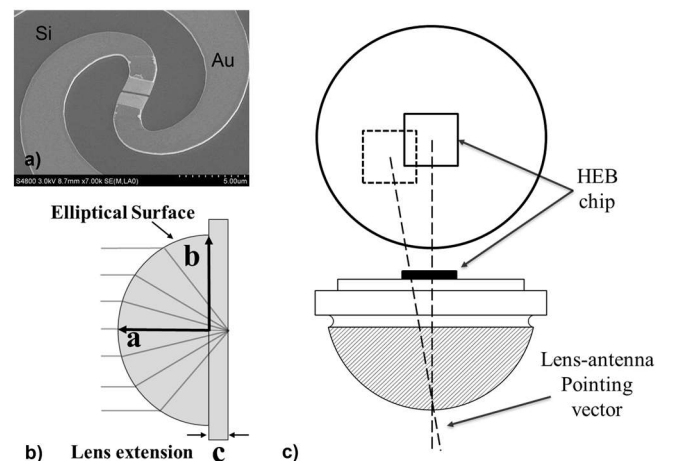 Si
Au
a)
S4800 3.0kV 8.7mm x7.00k SE(M,LA0)
5.00um
Elliptical Surface
b
a
b)
Lens extension
c
HEB
chip
Lens-antenna
Pointing
vector
c)